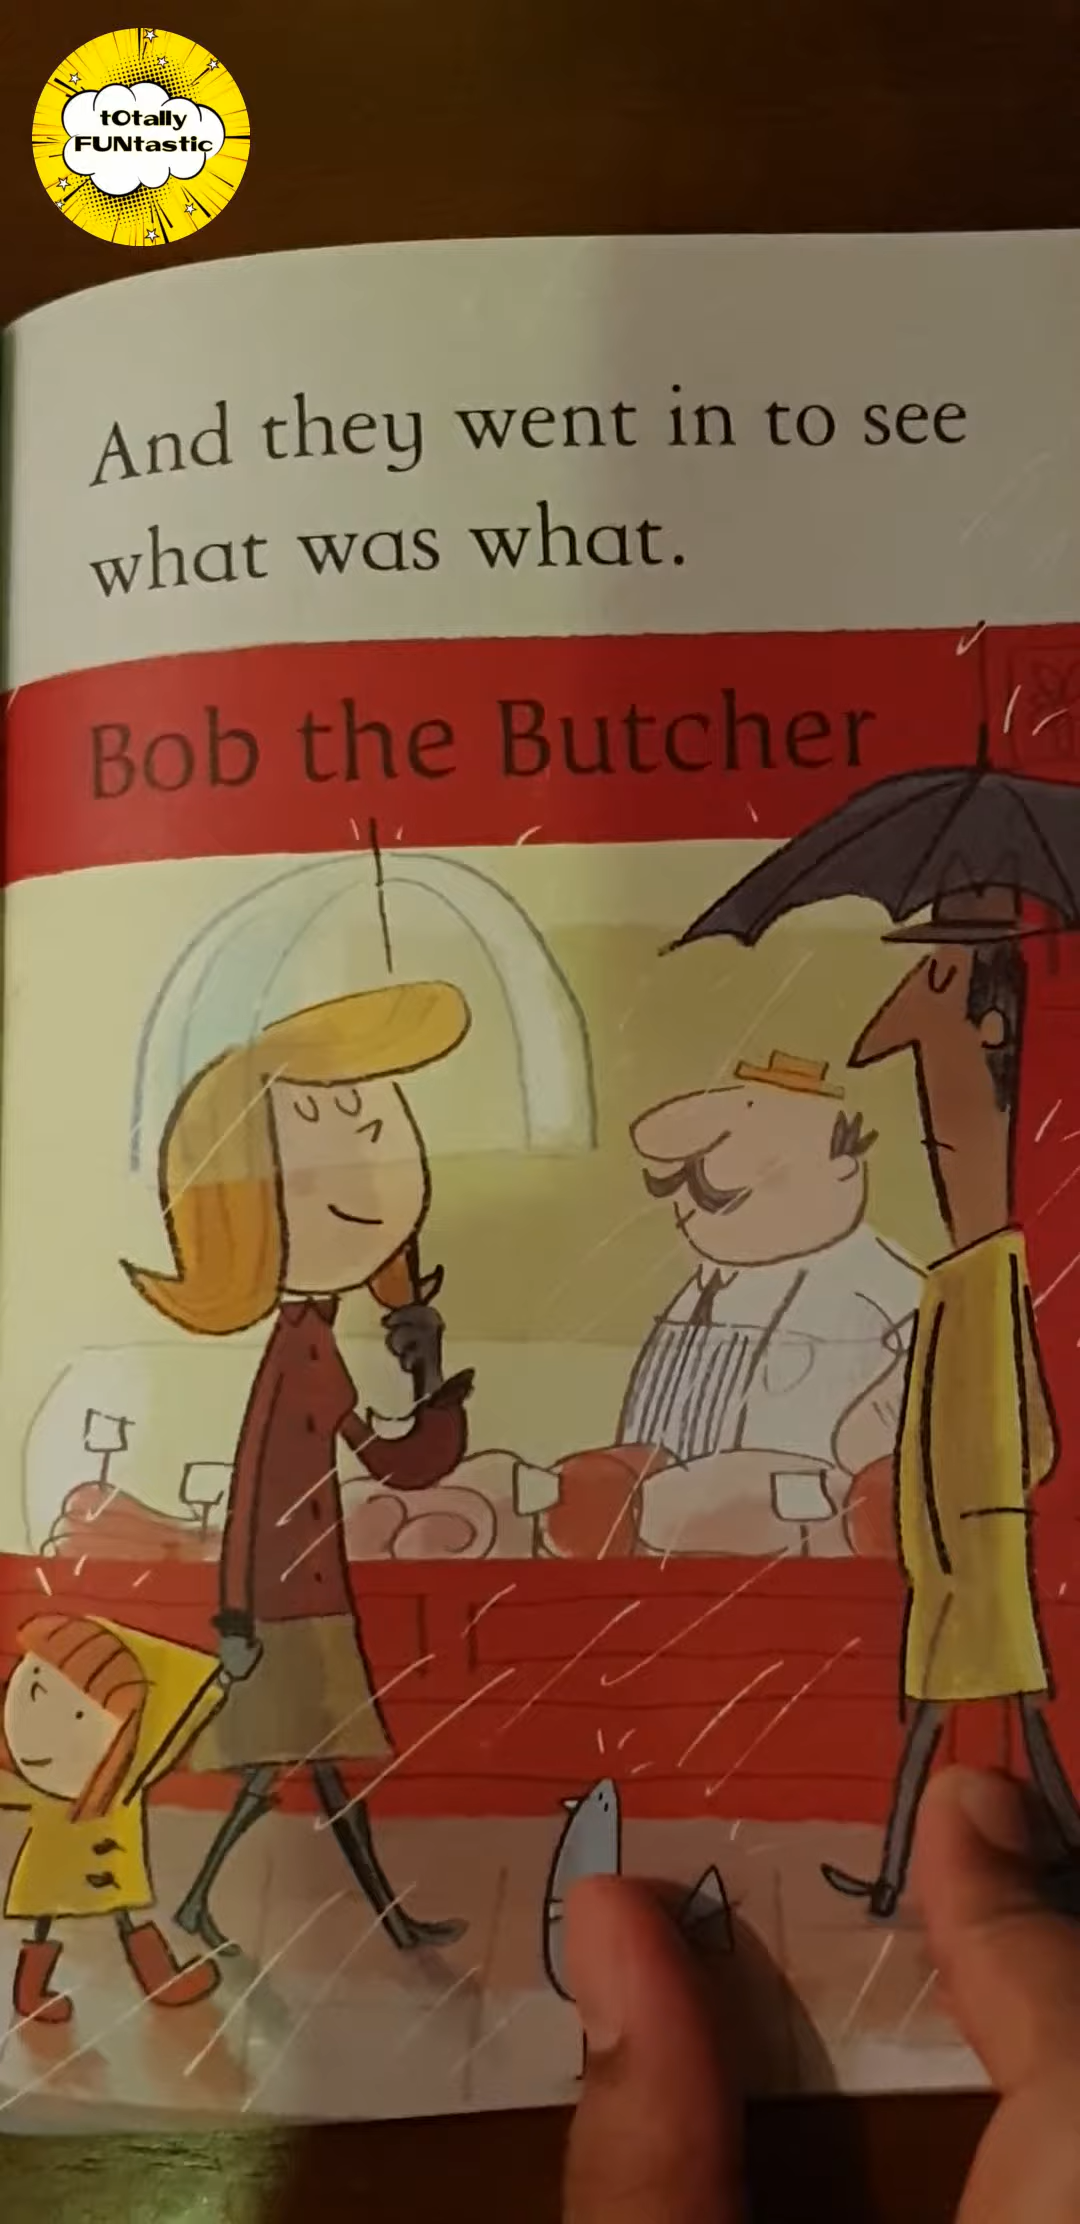 tOtally
FUNtastic
And they went in to see
what was what.
Bob the Butcher